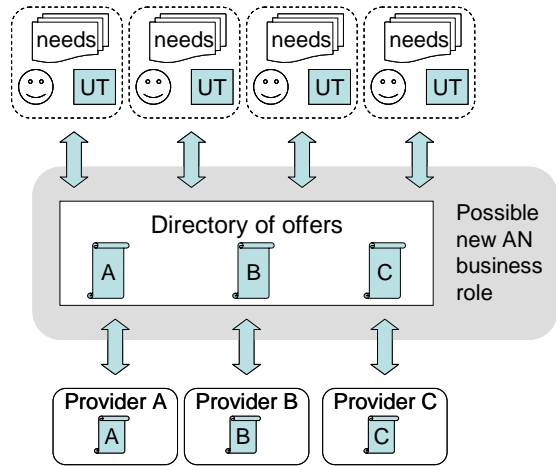 needs needs needs needs
UT UT UT UT
Directory of offers
A B C
Possible
new AN
business
role
Provider A Provider B Provider C
A B C